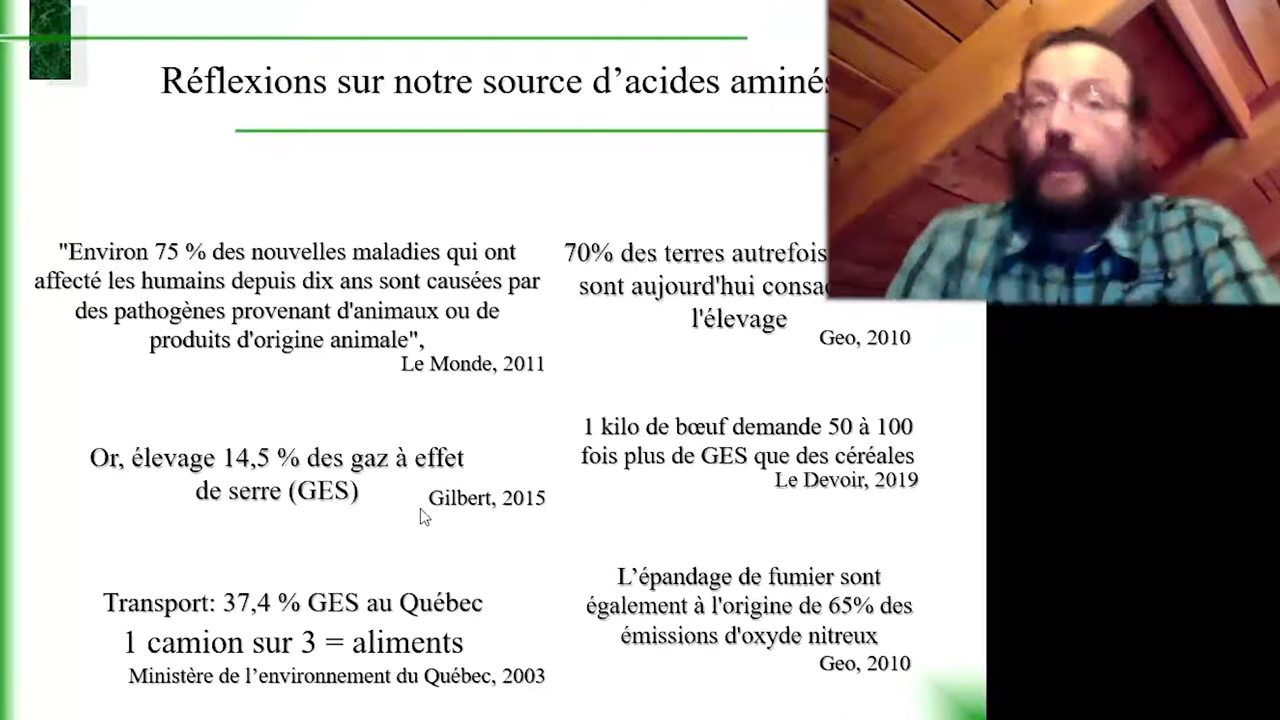 Réflexions sur notre source d’acides aminés
"Environ 75 % des nouvelles maladies qui ont
affecté les humains depuis dix ans sont causées par
des pathogènes provenant d'animaux ou de
produits d'origine animale",
Le Monde, 2011
70% des terres autrefois
sont aujourd'hui
l'élevage
Geo, 2010
Or, élevage 14,5 % des gaz à effet
de serre (GES)
Gilbert, 2015
1 kilo de bœuf demande 50 à 100
fois plus de GES que des céréales
Le Devoir, 2019
Transport: 37,4 % GES au Québec
1 camion sur 3 = aliments
Ministère de l’environnement du Québec, 2003
L’épandage de fumier sont
également à l'origine de 65% des
émissions d'oxyde nitreux
Geo, 2010